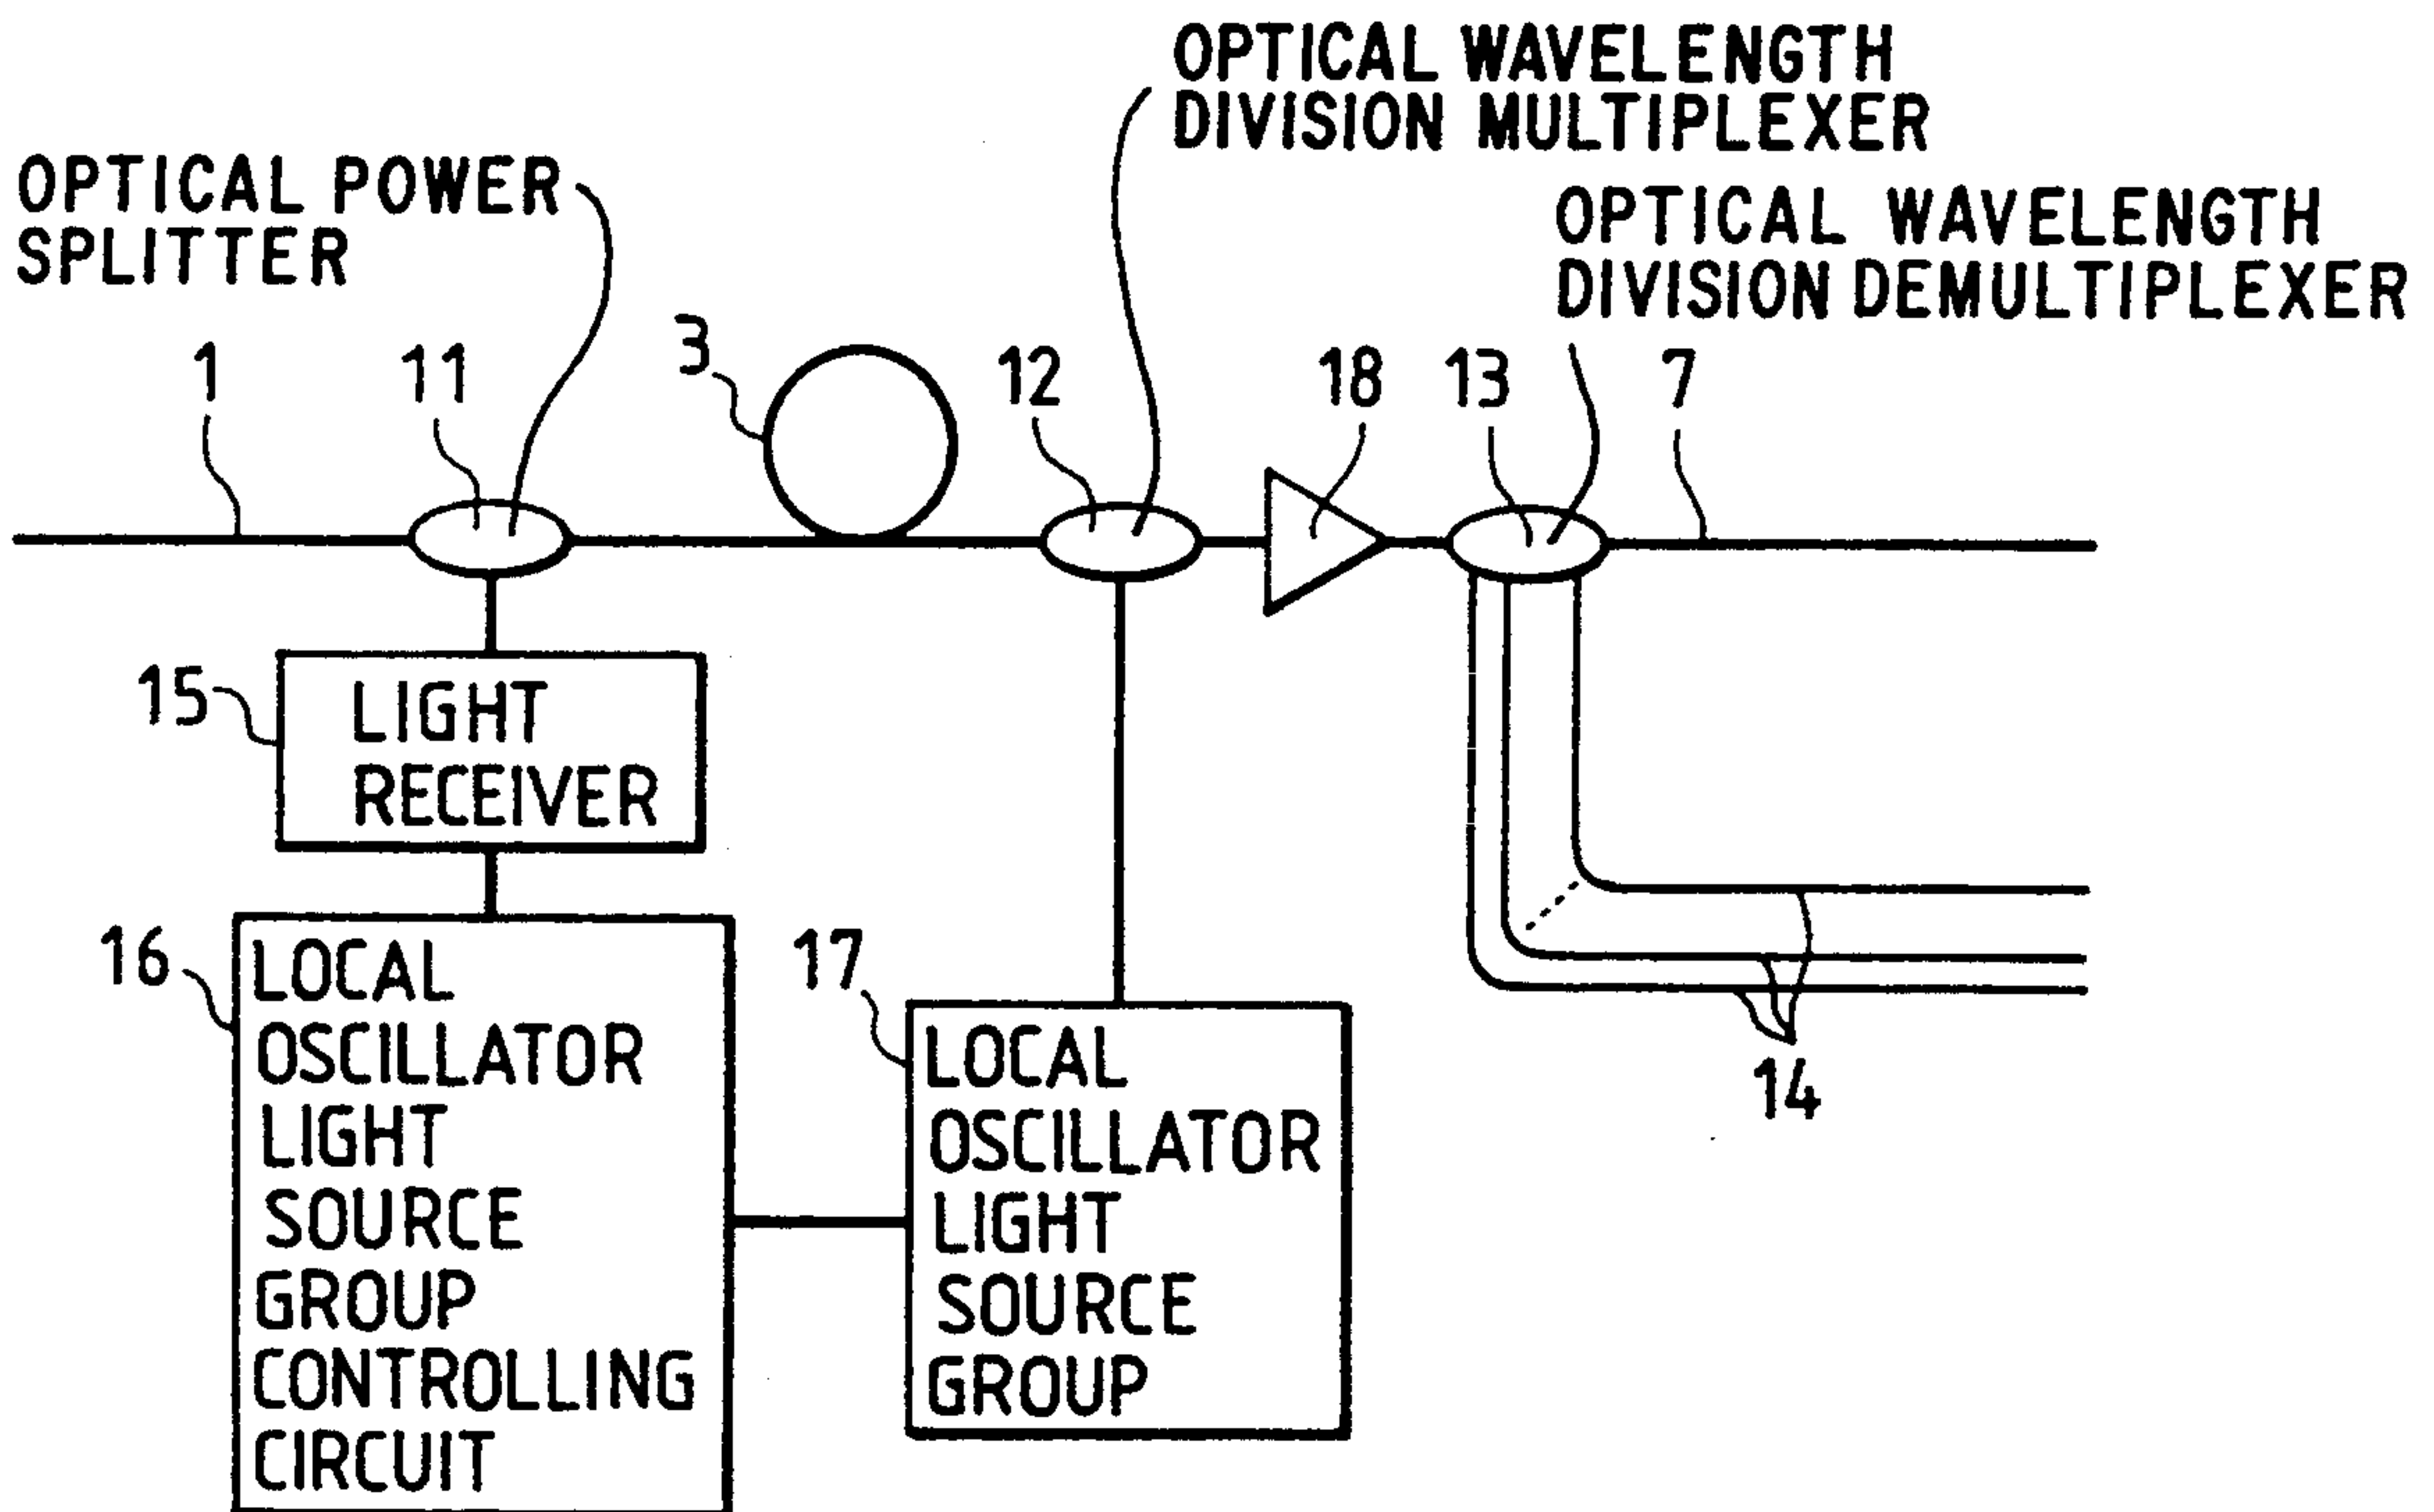 OPTICAL WAVELENGTH
DIVISION MULTIPLEXER
OPTICAL POWER
SPLITTER
OPTICAL WAVELENGTH
DIVISION DEMULTIPLEXER
1
11
3
12
18
13
7
15
LIGHT
RECEIVER
16
LOCAL
OSCILLATOR
LIGHT
SOURCE
GROUP
CONTROLLING
CIRCUIT
17
LOCAL
OSCILLATOR
LIGHT
SOURCE
GROUP
14